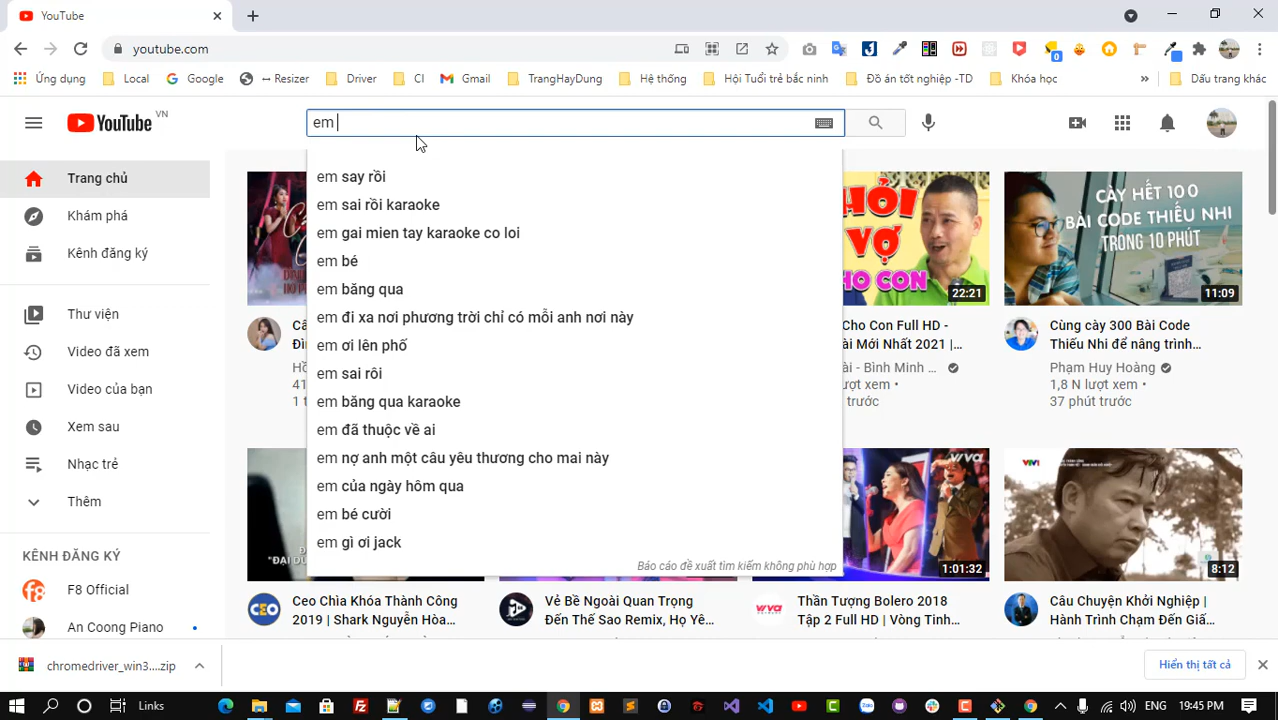 YouTube
youtube.com
Ứng dụng Local Google ↔ Resizer Driver CI Gmail TrangHayDung Hệ thống Hội Tuổi trẻ bắc ninh Đồ án tốt nghiệp -TD Khóa học » Dấu trang khác
YouTube VN
em
em say rồi
em sai rồi karaoke
em gai mien tay karaoke co loi
em bé
em băng qua
em đi xa nơi phương trời chỉ có mỗi anh nơi này
em ơi lên phố
em sai rôi
em băng qua karaoke
em đã thuộc về ai
em nợ anh một câu yêu thương cho mai này
em của ngày hôm qua
em bé cười
em gì ơi jack
Báo cáo đề xuất tìm kiếm không phù hợp
Trang chủ
Khám phá
Kênh đăng ký
Thư viện
Video đã xem
Video của bạn
Xem sau
Nhạc trẻ
Thêm
KÊNH ĐĂNG KÝ
F8 Official
An Coong Piano
HỎI
VỢ
HO CON
22:21
Cho Con Full HD -
ài Mới Nhất 2021 |...
ài - Bình Minh ...
ượt xem •
trước
CÀY HẾT 100
BÀI CODE THIẾU NHI
TRONG 10 PHÚT
11:09
Cùng cày 300 Bài Code
Thiếu Nhi để nâng trình...
Phạm Huy Hoàng
1,8 N lượt xem •
37 phút trước
CEO
Ceo Chìa Khóa Thành Công
2019 | Shark Nguyễn Hòa...
Vẻ Bề Ngoài Quan Trọng
Đến Thế Sao Remix, Họ Yê...
VIVA
1:01:32
VIVA
Thần Tượng Bolero 2018
Tập 2 Full HD | Vòng Tinh...
VTV1
8:12
Câu Chuyện Khởi Nghiệp |
Hành Trình Chạm Đến Giá...
chromedriver_win3....zip
Hiển thị tất cả
Links
ENG 19:45 PM